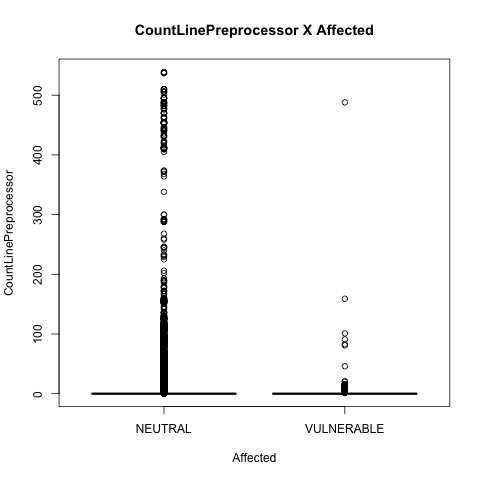 CountLinePreprocessor X Affected
CountLinePreprocessor
500
400
300
200
100
0
NEUTRAL
VULNERABLE
Affected